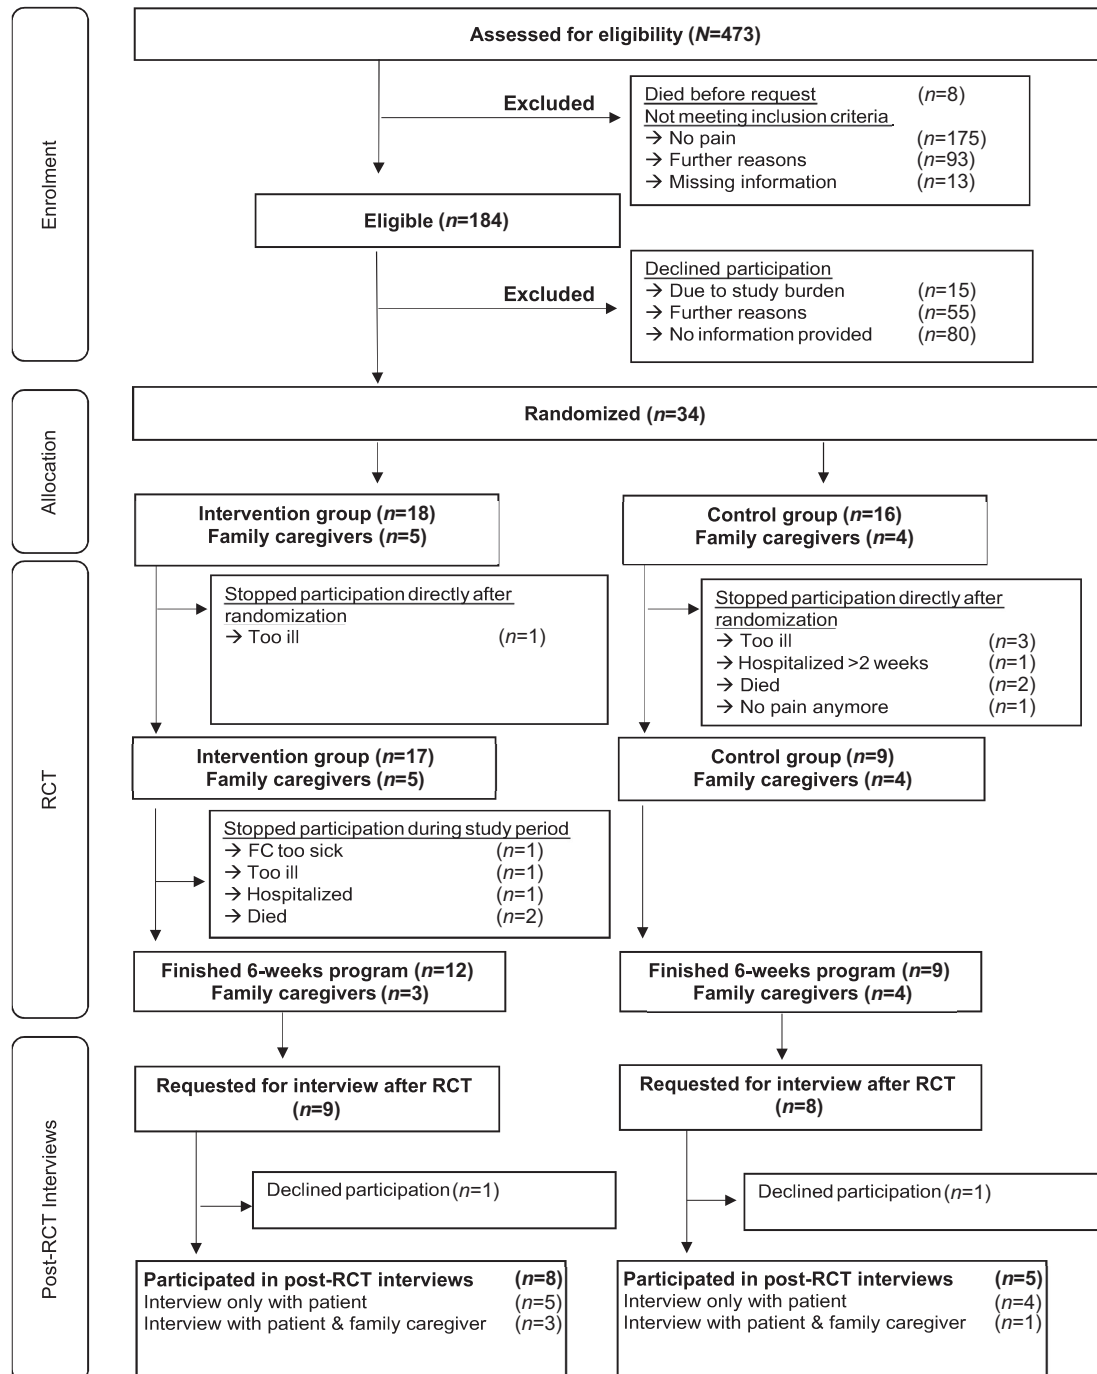 Enrolment
Assessed for eligibility (N=473)
Excluded
Died before request (n=8)
Not meeting inclusion criteria
→ No pain (n=175)
→ Further reasons (n=93)
→ Missing information (n=13)
Eligible (n=184)
Excluded
Declined participation
→ Due to study burden (n=15)
→ Further reasons (n=55)
→ No information provided (n=80)
Allocation
Randomized (n=34)
Intervention group (n=18)
Family caregivers (n=5)
Control group (n=16)
Family caregivers (n=4)
RCT
Stopped participation directly after
randomization
→ Too ill (n=1)
Stopped participation directly after
randomization
→ Too ill (n=3)
→ Hospitalized >2 weeks (n=1)
→ Died (n=2)
→ No pain anymore (n=1)
Intervention group (n=17)
Family caregivers (n=5)
Control group (n=9)
Family caregivers (n=4)
Stopped participation during study period
→ FC too sick (n=1)
→ Too ill (n=1)
→ Hospitalized (n=1)
→ Died (n=2)
Finished 6-weeks program (n=12)
Family caregivers (n=3)
Finished 6-weeks program (n=9)
Family caregivers (n=4)
Post-RCT Interviews
Requested for interview after RCT
(n=9)
Requested for interview after RCT
(n=8)
Declined participation (n=1)
Declined participation (n=1)
Participated in post-RCT interviews (n=8)
Interview only with patient (n=5)
Interview with patient & family caregiver (n=3)
Participated in post-RCT interviews (n=5)
Interview only with patient (n=4)
Interview with patient & family caregiver (n=1)